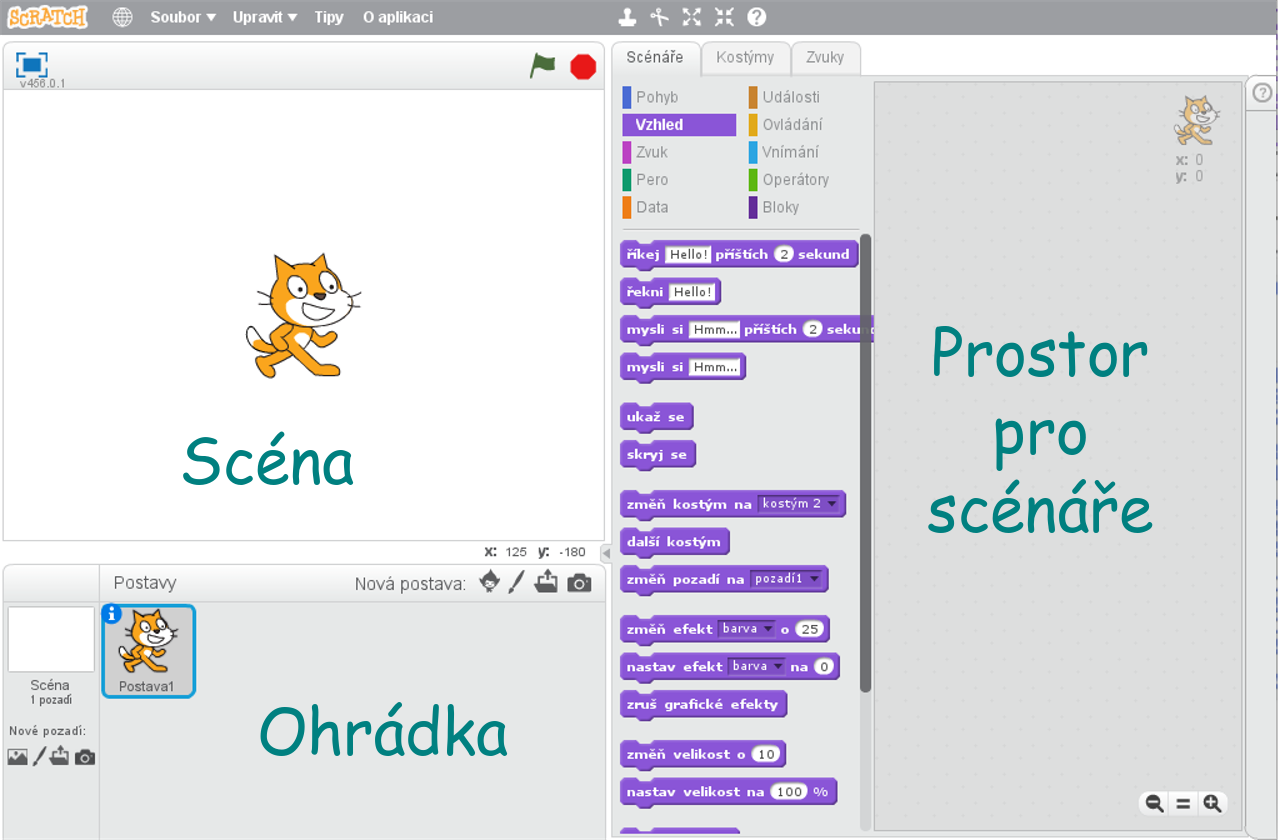 SCRATCH
Soubor Upravit Tipy O aplikaci
v456.0.1
Scéna
x: 125 y: -180
Postavy
Nová postava:
Scéna
1 pozadí
Nové pozadí:
Postava1
Ohrádka
Scénáře Kostýmy Zvuky
Pohyb
Vzhled
Zvuk
Pero
Data
Události
Ovládání
Vnímání
Operátory
Bloky
říkej Hello! příštích 2 sekund
řekni Hello!
mysli si Hmm... příštích 2 sekund
mysli si Hmm...
ukaž se
skryj se
změň kostým na kostým 2
další kostým
změň pozadí na pozadí1
změň efekt barva o 25
nastav efekt barva na 0
zruš grafické efekty
změň velikost o 10
nastav velikost na 100 %
x: 0
y: 0
Prostor
pro
scénáře